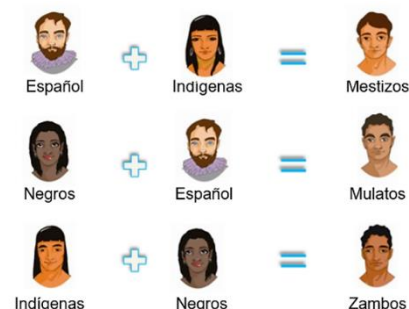 Español Indígenas Mestizos
Negros Español Mulatos
Indígenas Negros Zambos